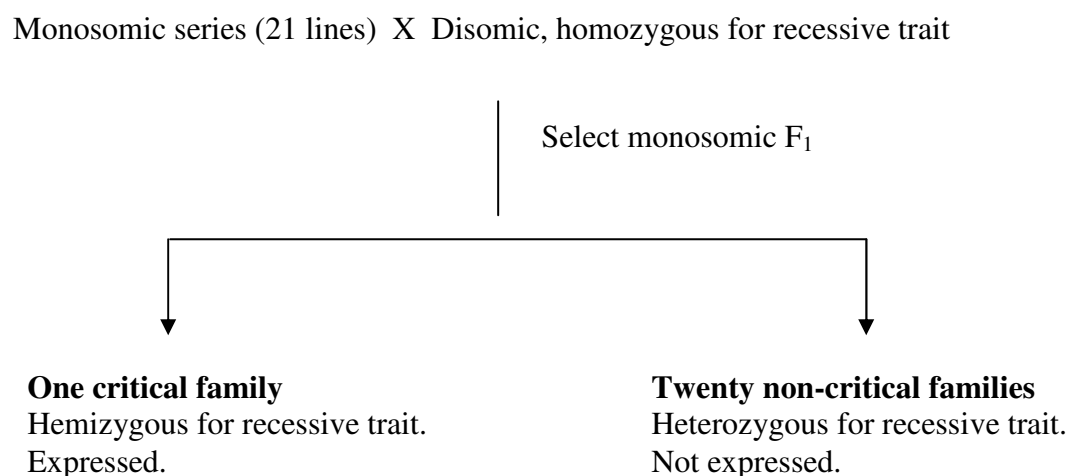 Monosomic series (21 lines) X Disomic, homozygous for recessive trait
Select monosomic F₁
One critical family
Hemizygous for recessive trait.
Expressed.
Twenty non-critical families
Heterozygous for recessive trait.
Not expressed.